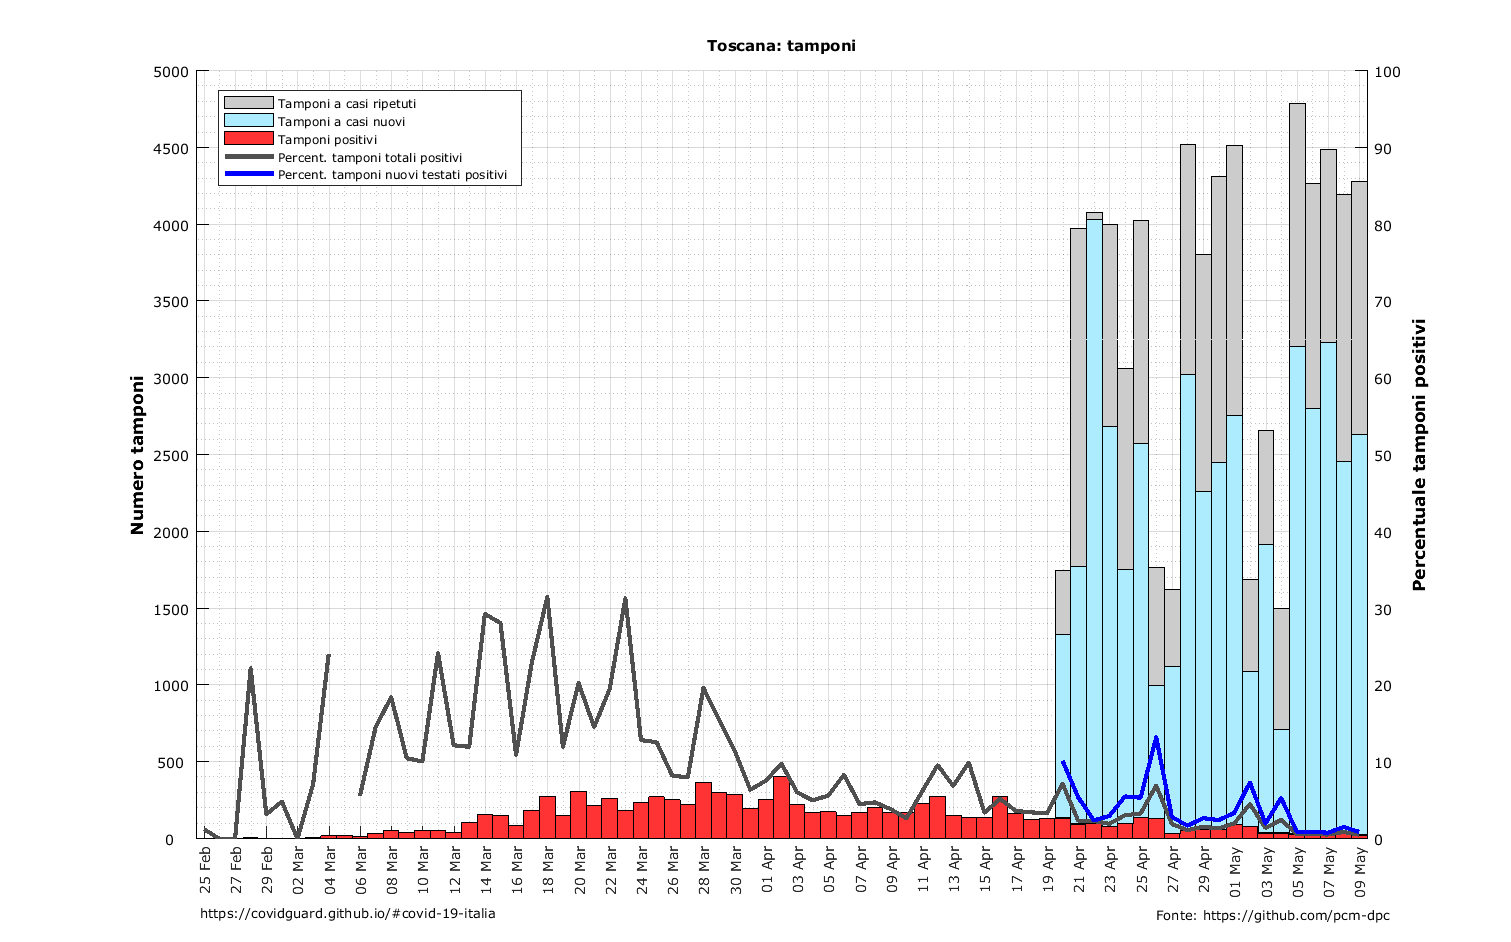 Toscana: tamponi
Tamponi a casi ripetuti
Tamponi a casi nuovi
Tamponi positivi
Percent. tamponi totali positivi
Percent. tamponi nuovi testati positivi
Numero tamponi
5000
4500
4000
3500
3000
2500
2000
1500
1000
500
0
Percentuale tamponi positivi
100
90
80
70
60
50
40
30
20
10
0
25 Feb
27 Feb
29 Feb
02 Mar
04 Mar
06 Mar
08 Mar
10 Mar
12 Mar
14 Mar
16 Mar
18 Mar
20 Mar
22 Mar
24 Mar
26 Mar
28 Mar
30 Mar
01 Apr
03 Apr
05 Apr
07 Apr
09 Apr
11 Apr
13 Apr
15 Apr
17 Apr
19 Apr
21 Apr
23 Apr
25 Apr
27 Apr
29 Apr
01 May
03 May
05 May
07 May
09 May
https://covidguard.github.io/#covid-19-italia
Fonte: https://github.com/pcm-dpc